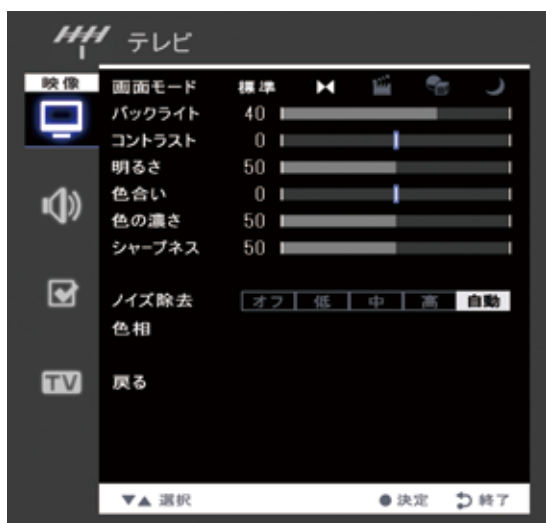 テレビ
映像
画面モード 標準
バックライト 40
コントラスト 0
明るさ 50
色合い 0
色の濃さ 50
シャープネス 50
ノイズ除去 オフ 低 中 高 自動
色相
TV
戻る
▼▲ 選択 ●決定 終了